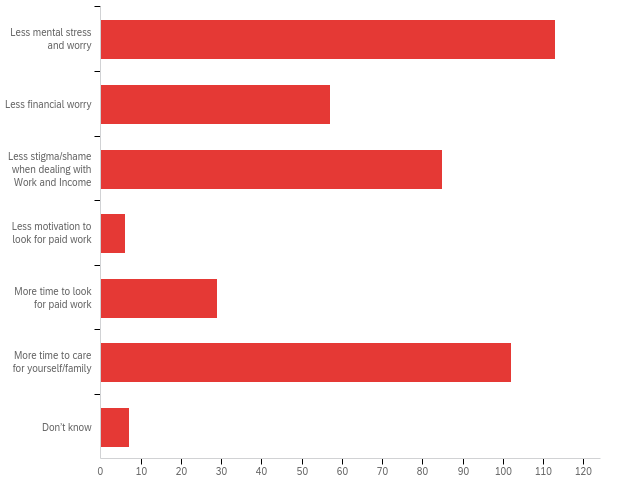 Less mental stress
and worry
Less financial worry
Less stigma/shame
when dealing with
Work and Income
Less motivation to
look for paid work
More time to look
for paid work
More time to care
for yourself/family
Don't know
0 10 20 30 40 50 60 70 80 90 100 110 120